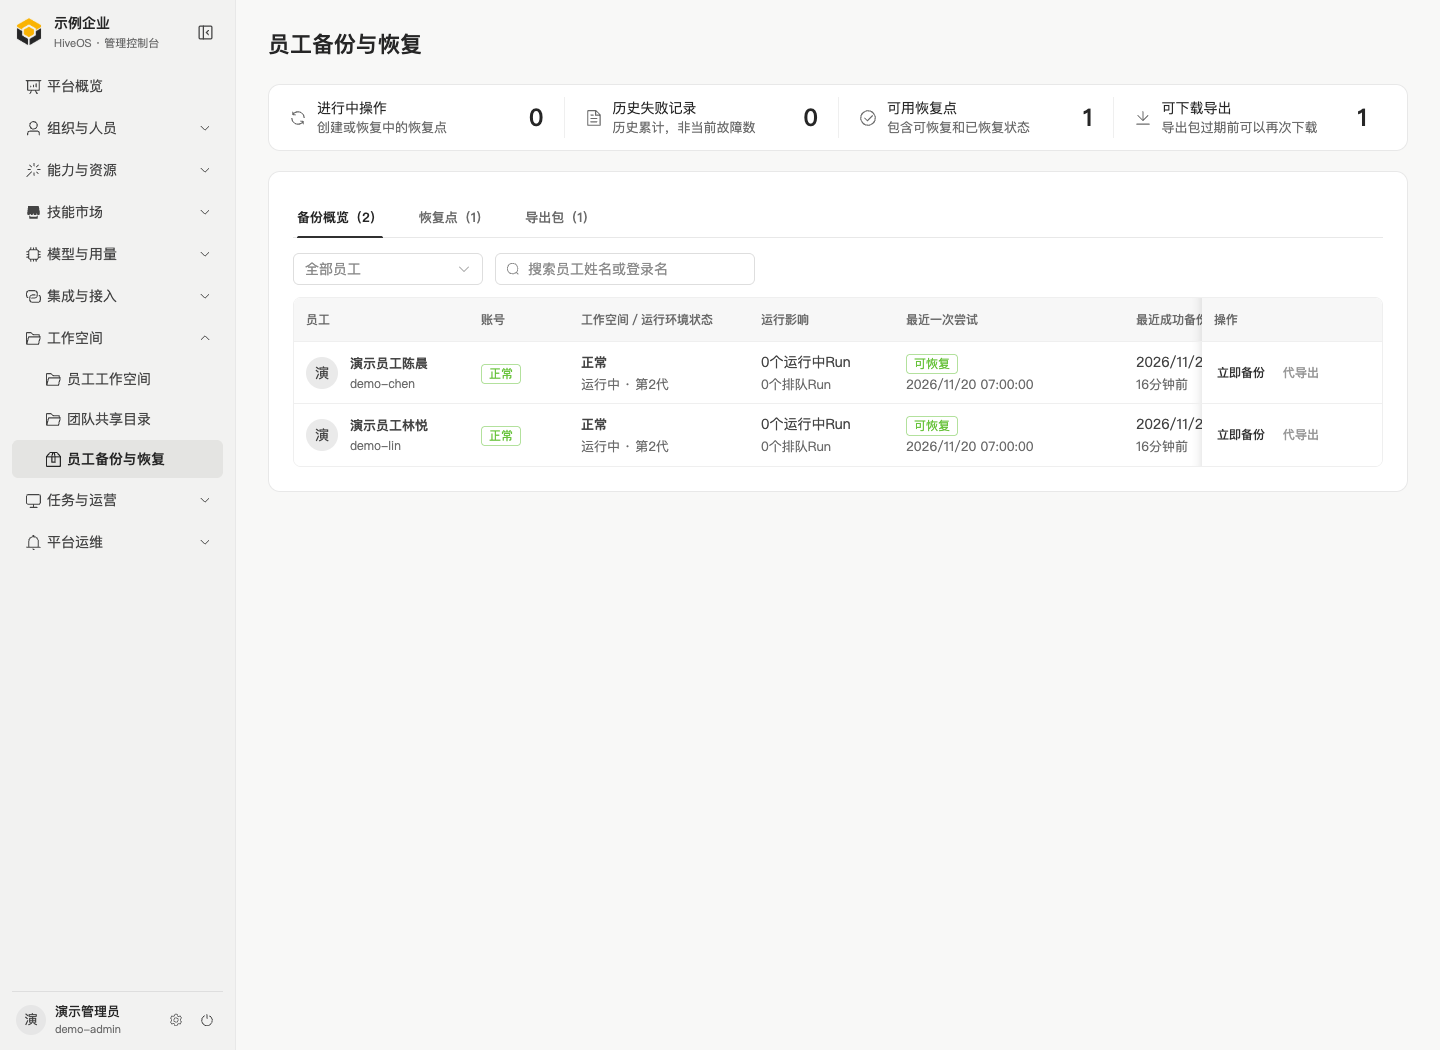 示例企业
HiveOS · 管理控制台
平台概览
组织与人员
能力与资源
技能市场
模型与用量
集成与接入
工作空间
员工工作空间
团队共享目录
员工备份与恢复
任务与运营
平台运维
演
演示管理员
demo-admin
员工备份与恢复
进行中操作
创建或恢复中的恢复点
0
历史失败记录
历史累计，非当前故障数
0
可用恢复点
包含可恢复和已恢复状态
1
可下载导出
导出包过期前可以再次下载
1
备份概览（2） 恢复点（1） 导出包（1）
全部员工 搜索员工姓名或登录名
员工 账号 工作空间 / 运行环境状态 运行影响 最近一次尝试 最近成功备份 操作
演 演示员工陈晨 正常 正常 0个运行中Run 可恢复 2026/11/2 立即备份 代导出
demo-chen 运行中 · 第2代 0个排队Run 2026/11/20 07:00:00 16分钟前
演 演示员工林悦 正常 正常 0个运行中Run 可恢复 2026/11/2 立即备份 代导出
demo-lin 运行中 · 第2代 0个排队Run 2026/11/20 07:00:00 16分钟前